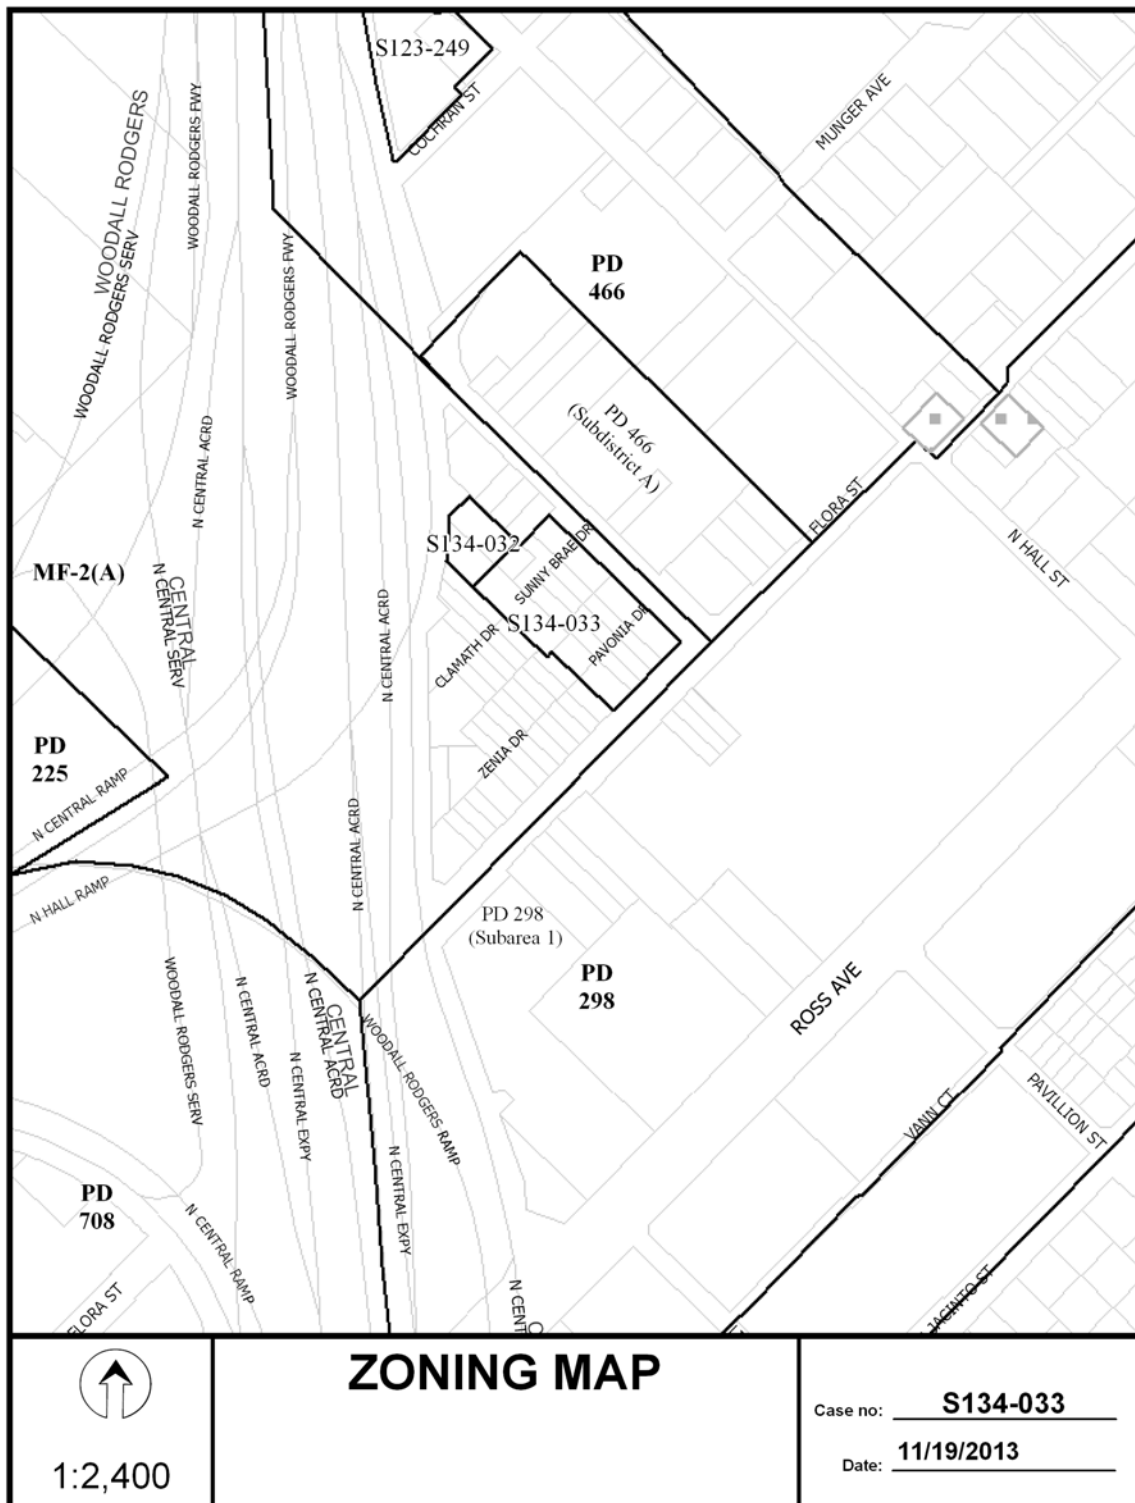 S123-249
COCHRAN ST
MUNGER AVE
WOODALL RODGERS
WOODALL RODGERS FWY
WOODALL RODGERS SERV
WOODALL RODGERS FWY
PD
466
PD 466
(Subdistrict A)
N CENTRAL ACRD
FLORA ST
N HALL ST
S134-032
SUNNY BRAE DR
S134-033
PAVONIA DR
CLAMATH DR
ZENIA DR
MF-2(A)
CENTRAL
N CENTRAL SERV
N CENTRAL ACRD
PD
225
N CENTRAL RAMP
N HALL RAMP
N CENTRAL ACRD
PD 298
(Subarea 1)
PD
298
ROSS AVE
WOODALL RODGERS SERV
N CENTRAL ACRD
N CENTRAL EXPY
CENTRAL
N CENTRAL ACRD
WOODALL RODGERS RAMP
N CENTRAL EXPY
VANN CT
PAVILLION ST
PD
708
N CENTRAL RAMP
FLORA ST
N CENT
JACINTO ST
1:2,400
ZONING MAP
Case no: S134-033
Date: 11/19/2013